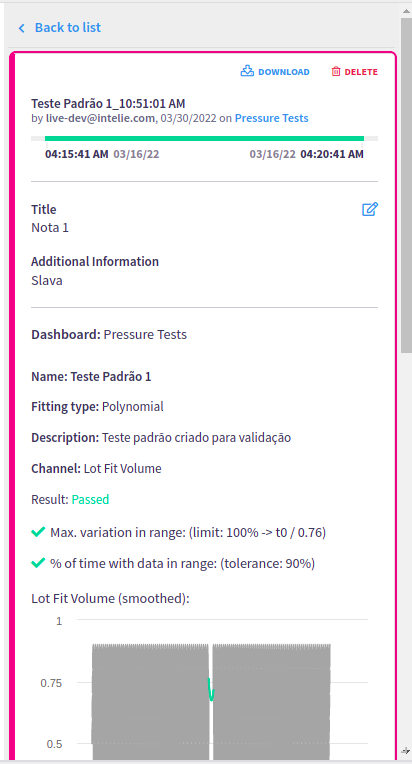 Back to list
DOWNLOAD DELETE
Teste Padrão 1_10:51:01 AM
by live-dev@intelie.com, 03/30/2022 on Pressure Tests
04:15:41 AM 03/16/22 03/16/22 04:20:41 AM
Title
Nota 1
Additional Information
Slava
Dashboard: Pressure Tests
Name: Teste Padrão 1
Fitting type: Polynomial
Description: Teste padrão criado para validação
Channel: Lot Fit Volume
Result: Passed
Max. variation in range: (limit: 100% -> t0 / 0.76)
% of time with data in range: (tolerance: 90%)
Lot Fit Volume (smoothed):
1
0.75
0.5